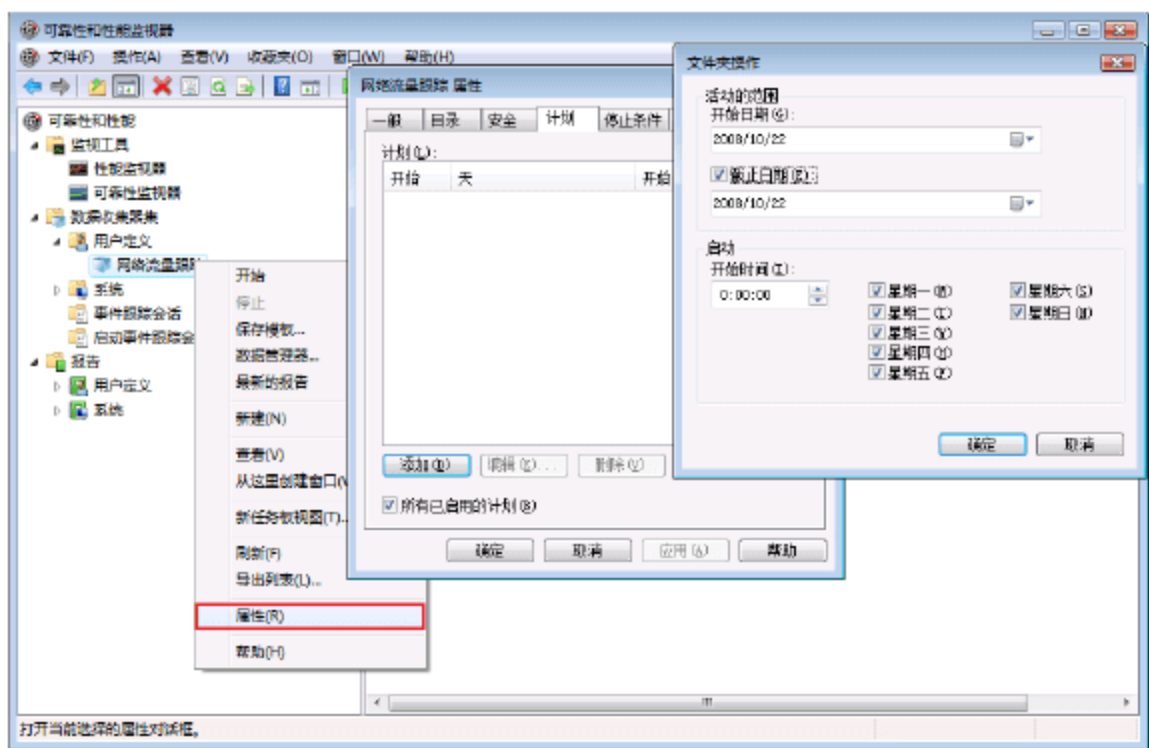 可靠性和性能监视器
文件(F) 操作(A) 查看(V) 收藏夹(O) 窗口(W) 帮助(H)
可靠性和性能
监视工具
性能监视器
可靠性监视器
数据收集器集
用户定义
网络流量跟踪
系统
事件跟踪会话
启动事件跟踪会
报告
用户定义
系统
开始
停止
保存模板...
数据管理器...
最新的报告
新建(N)
查看(V)
从这里创建窗口(W
新任务板视图(T)...
刷新(F)
导出列表(L)...
属性(R)
帮助(H)
网络流量跟踪 属性
一般 目录 安全 计划 停止条件
计划(L):
开始 天 开始
添加(D) 编辑(E)... 删除(V)
所有已启用的计划(B)
确定 取消 应用(A) 帮助
文件夹操作
活动的范围
开始日期(G):
2008/10/22
截止日期(E):
2008/10/22
启动
开始时间(I):
0:00:00
星期一(M) 星期六(S)
星期二(T) 星期日(U)
星期三(W)
星期四(H)
星期五(F)
确定 取消
打开当前选择的属性对话框。